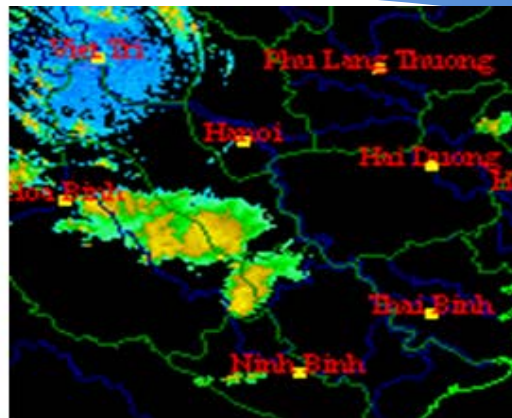 Viet Tri
Phu Lang Thuong
Hanoi
Hai Duong
Hoa Binh
H
Thai Binh
Ninh Binh